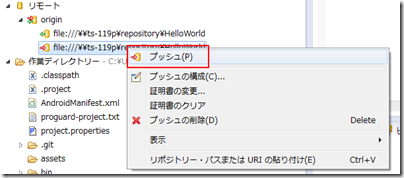 リモート
origin
file:///¥¥ts-119p¥repository¥HelloWorld
file:///¥¥ts-119p¥repository¥HelloWorld
作業ディレクトリー - C:¥U
.classpath
.project
AndroidManifest.xml
proguard-project.txt
project.properties
.git
assets
bin
プッシュ(P)
プッシュの構成(C)...
証明書の変更...
証明書のクリア
プッシュの削除(D) Delete
表示
リポジトリー・パスまたは URI の貼り付け(E) Ctrl+V